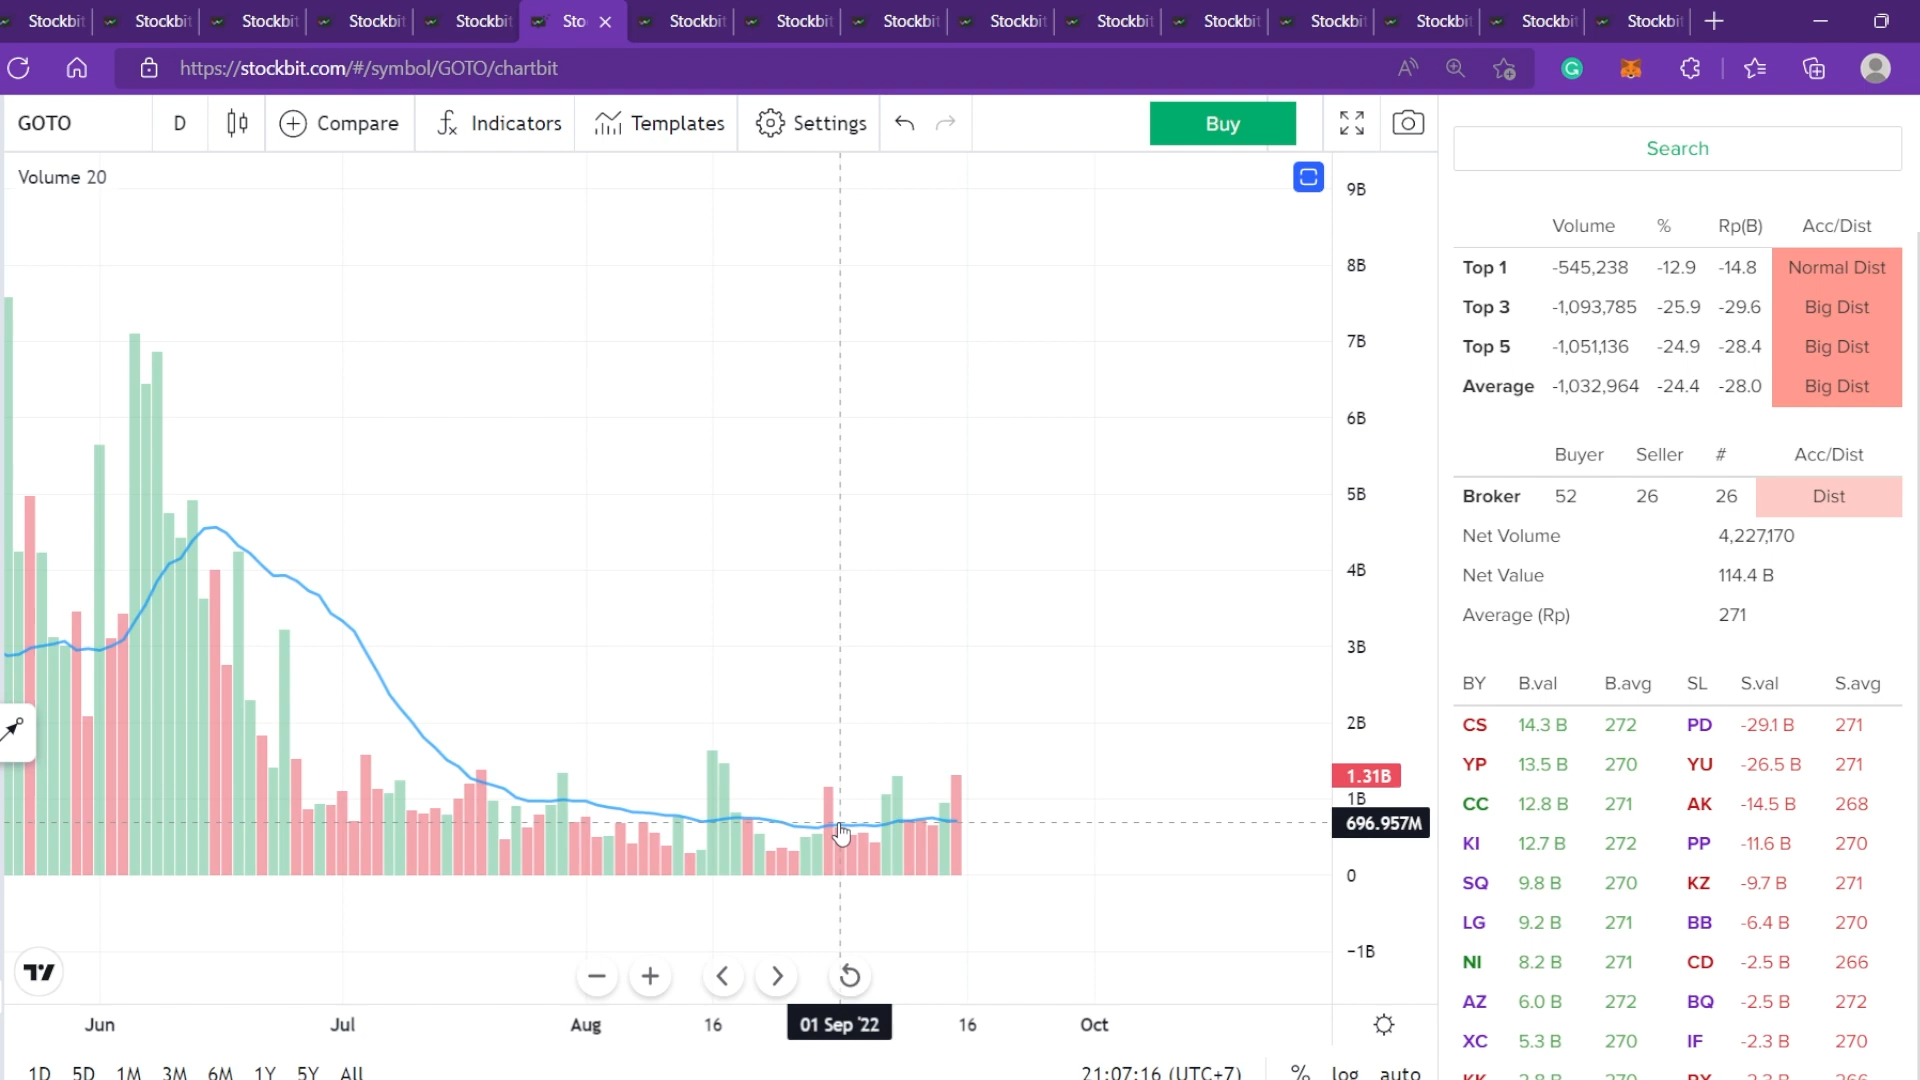 Stockbit Stockbit Stockbit Stockbit Stockbit Sto Stockbit Stockbit Stockbit Stockbit Stockbit Stockbit Stockbit Stockbit Stockbit Stockbit
https://stockbit.com/#/symbol/GOTO/chartbit
GOTO D Compare Indicators Templates Settings Buy
Search
Volume 20
9B
8B
7B
6B
5B
4B
3B
2B
1.31B
1B
696.957M
0
-1B
Jun Jul Aug 16 01 Sep '22 16 Oct
1D 5D 1M 3M 6M 1Y 5Y All 21:07:16 (UTC+7) % log auto
Volume % Rp(B) Acc/Dist
Top 1 -545,238 -12.9 -14.8 Normal Dist
Top 3 -1,093,785 -25.9 -29.6 Big Dist
Top 5 -1,051,136 -24.9 -28.4 Big Dist
Average -1,032,964 -24.4 -28.0 Big Dist
Buyer Seller # Acc/Dist
Broker 52 26 26 Dist
Net Volume 4,227,170
Net Value 114.4 B
Average (Rp) 271
BY B.val B.avg SL S.val S.avg
CS 14.3 B 272 PD -29.1 B 271
YP 13.5 B 270 YU -26.5 B 271
CC 12.8 B 271 AK -14.5 B 268
KI 12.7 B 272 PP -11.6 B 270
SQ 9.8 B 270 KZ -9.7 B 271
LG 9.2 B 271 BB -6.4 B 270
NI 8.2 B 271 CD -2.5 B 266
AZ 6.0 B 272 BQ -2.5 B 272
XC 5.3 B 270 IF -2.3 B 270